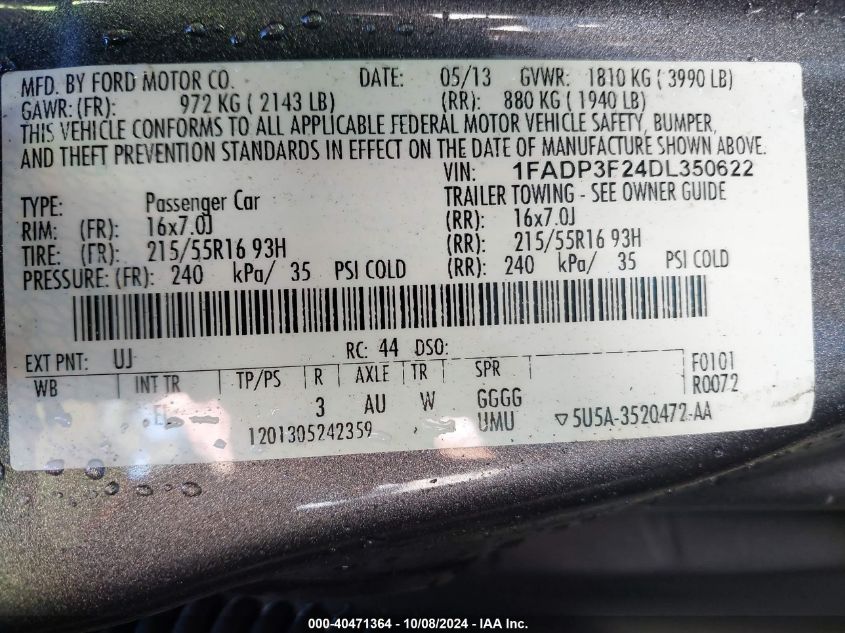 MFD. BY FORD MOTOR CO. DATE: 05/13 GVWR: 1810 KG ( 3990 LB)
GAWR: (FR): 972 KG ( 2143 LB) (RR): 880 KG ( 1940 LB)
THIS VEHICLE CONFORMS TO ALL APPLICABLE FEDERAL MOTOR VEHICLE SAFETY, BUMPER,
AND THEFT PREVENTION STANDARDS IN EFFECT ON THE DATE OF MANUFACTURE SHOWN ABOVE.
VIN: 1FADP3F24DL350622
TYPE: Passenger Car TRAILER TOWING - SEE OWNER GUIDE
RIM: (FR): 16x7.0J (RR): 16x7.0J
TIRE: (FR): 215/55R16 93H (RR): 215/55R16 93H
PRESSURE: (FR): 240 kPa/ 35 PSI COLD (RR): 240 kPa/ 35 PSI COLD
EXT PNT: UJ RC: 44 DSO:
WB INT TR TP/PS R AXLE TR SPR F0101
R0072
3 AU W GGGG
1201305242359 UMU 5U5A-3520472-AA
000-40471364 - 10/08/2024 - IAA Inc.